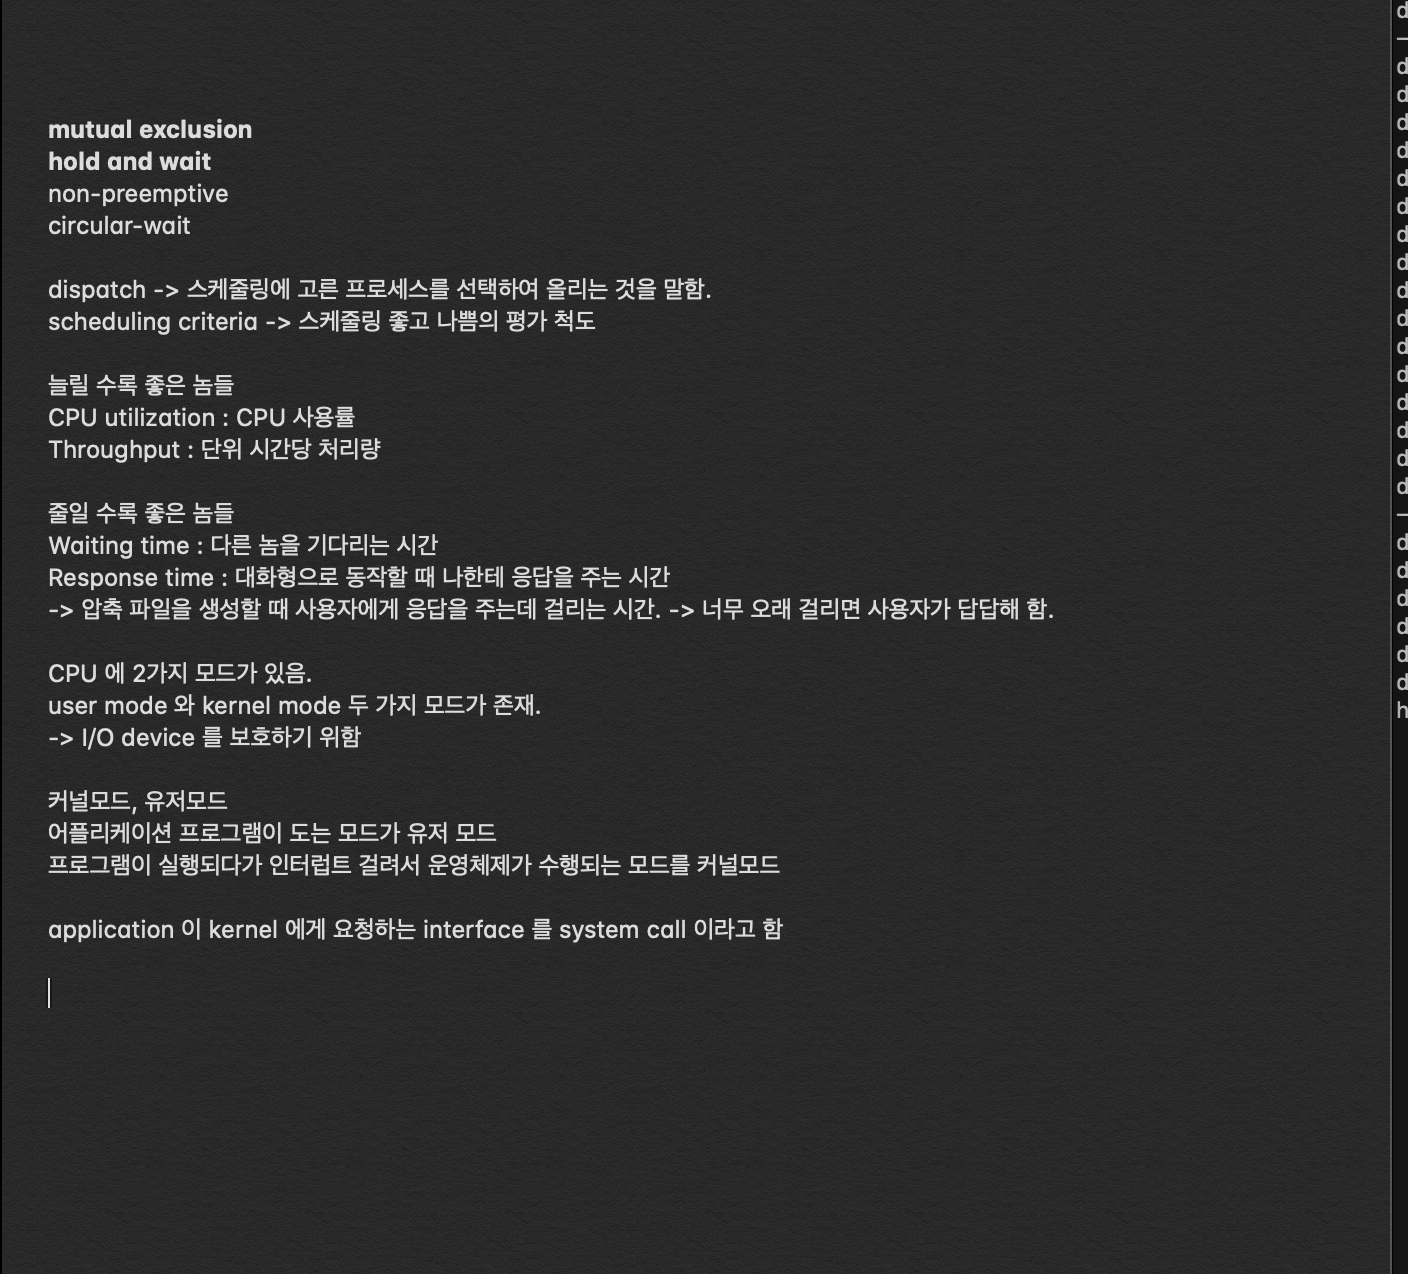 mutual exclusion
hold and wait
non-preemptive
circular-wait
dispatch -> 스케줄링에 고른 프로세스를 선택하여 올리는 것을 말함.
scheduling criteria -> 스케줄링 좋고 나쁨의 평가 척도
늘릴 수록 좋은 놈들
CPU utilization : CPU 사용률
Throughput : 단위 시간당 처리량
줄일 수록 좋은 놈들
Waiting time : 다른 놈을 기다리는 시간
Response time : 대화형으로 동작할 때 나한테 응답을 주는 시간
-> 압축 파일을 생성할 때 사용자에게 응답을 주는데 걸리는 시간. -> 너무 오래 걸리면 사용자가 답답해 함.
CPU 에 2가지 모드가 있음.
user mode 와 kernel mode 두 가지 모드가 존재.
-> I/O device 를 보호하기 위함
커널모드, 유저모드
어플리케이션 프로그램이 도는 모드가 유저 모드
프로그램이 실행되다가 인터럽트 걸려서 운영체제가 수행되는 모드를 커널모드
application 이 kernel 에게 요청하는 interface 를 system call 이라고 함